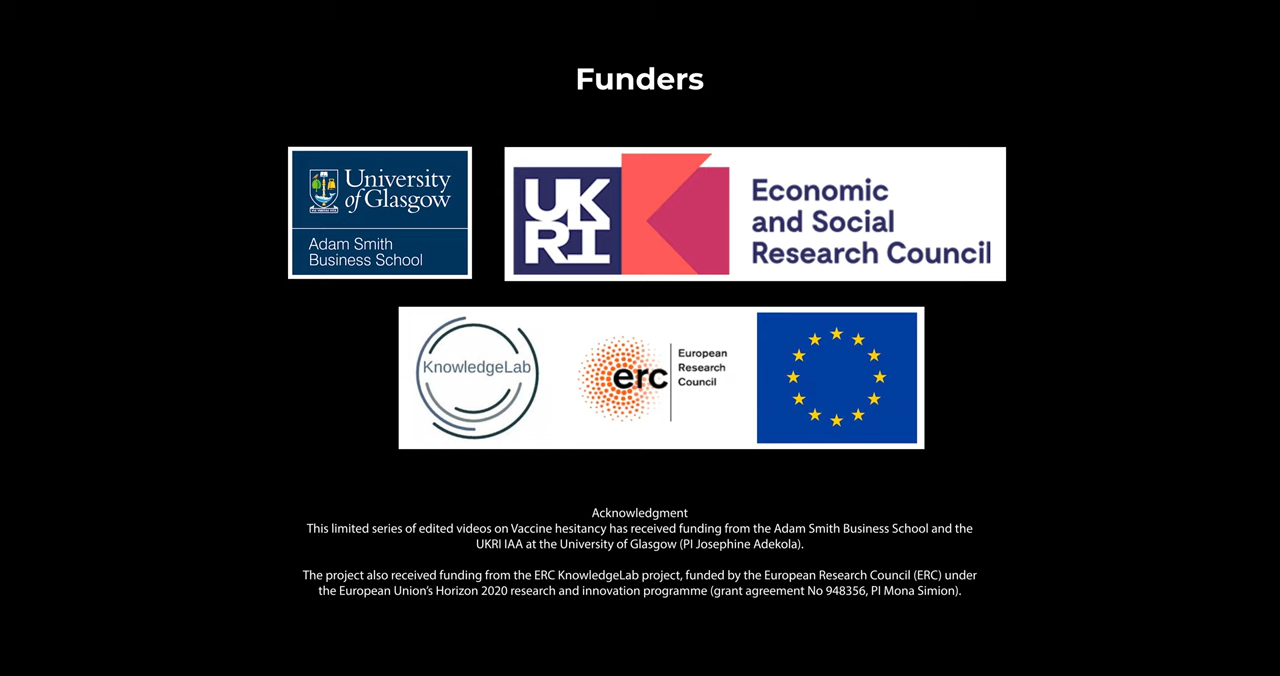 Funders
University
of Glasgow
Adam Smith
Business School
UK
RI
Economic
and Social
Research Council
KnowledgeLab
erc
European
Research
Council
Acknowledgment
This limited series of edited videos on Vaccine hesitancy has received funding from the Adam Smith Business School and the
UKRI IAA at the University of Glasgow (PI Josephine Adekola).
The project also received funding from the ERC KnowledgeLab project, funded by the European Research Council (ERC) under
the European Union’s Horizon 2020 research and innovation programme (grant agreement No 948356, PI Mona Simion).